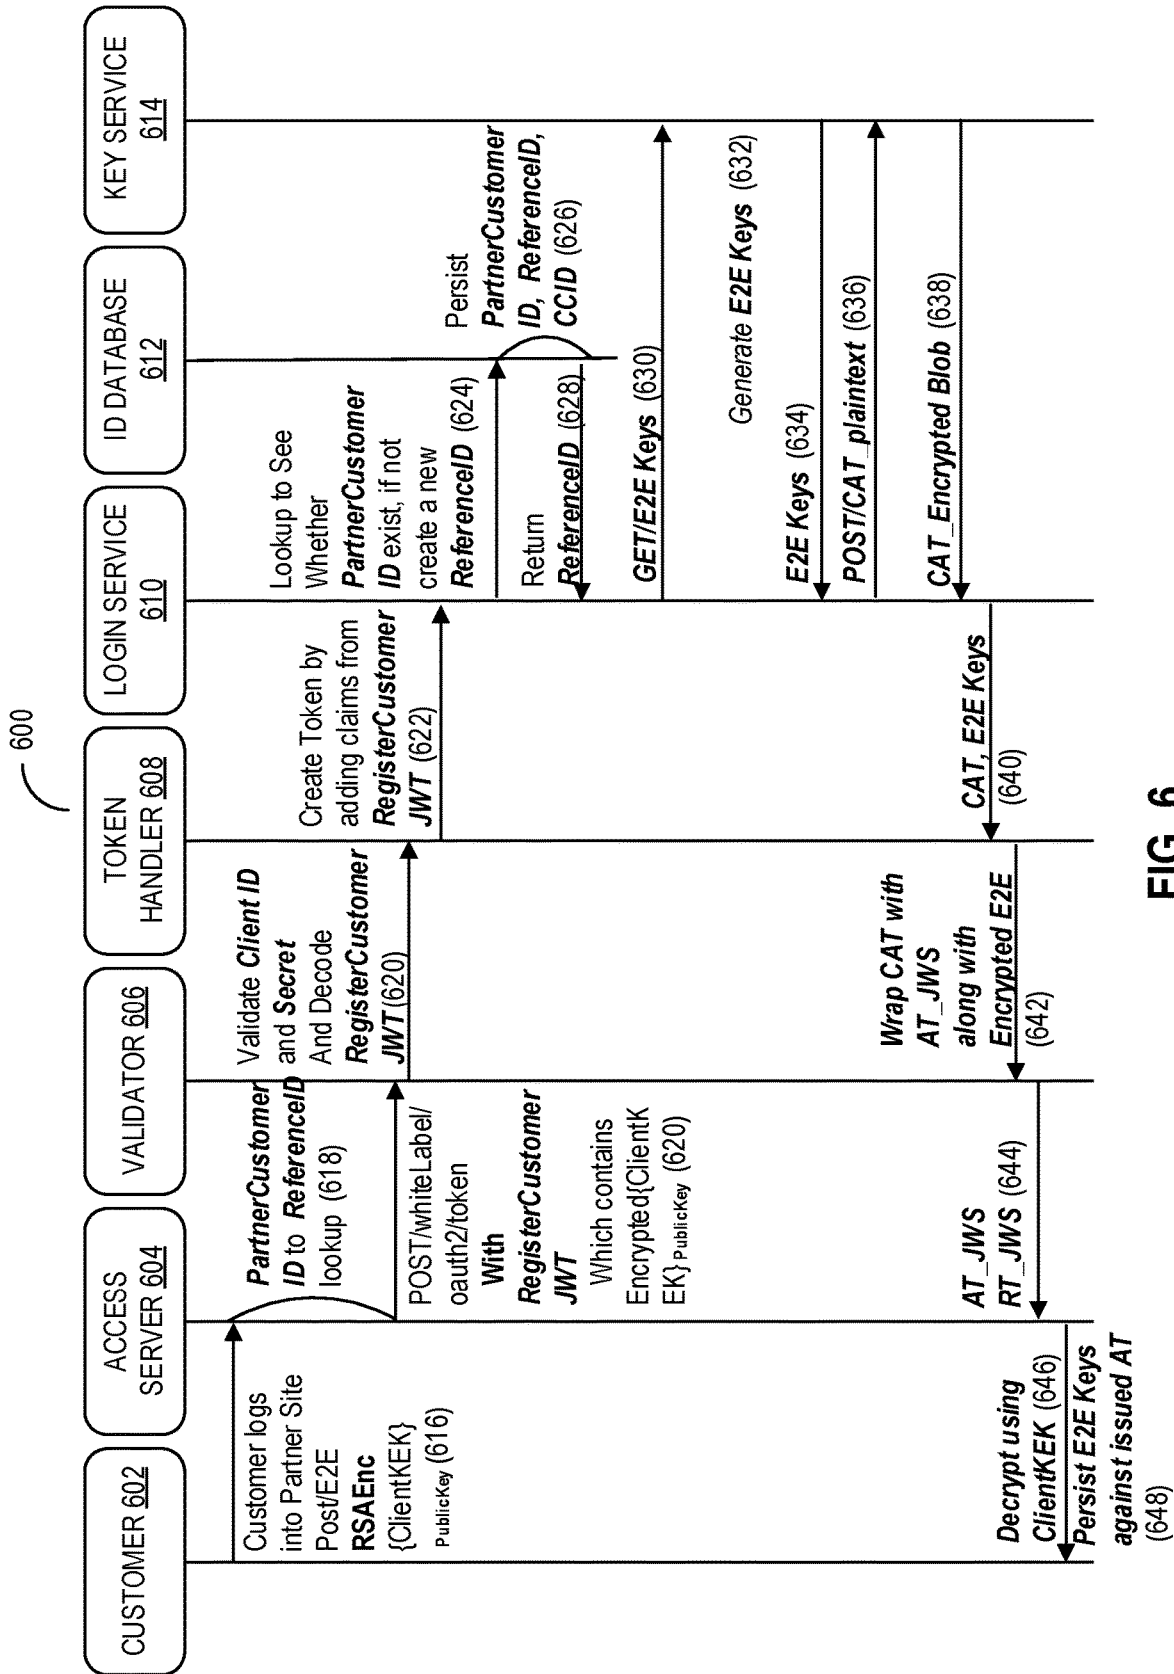 600
CUSTOMER 602
ACCESS
SERVER 604
VALIDATOR 606
TOKEN
HANDLER 608
LOGIN SERVICE
610
ID DATABASE
612
KEY SERVICE
614
Customer logs
into Partner Site
Post/E2E
RSAEnc
{ClientKEK}
PublicKey (616)
PartnerCustomer
ID to ReferenceID
lookup (618)
POST/whiteLabel/
oauth2/token
With
RegisterCustomer
JWT
Which contains
Encrypted{ClientK
EK}PublicKey (620)
Validate Client ID
and Secret
And Decode
RegisterCustomer
JWT(620)
Create Token by
adding claims from
RegisterCustomer
JWT (622)
Lookup to See
Whether
PartnerCustomer
ID exist, if not
create a new
ReferenceID (624)
Persist
PartnerCustomer
ID, ReferenceID,
CCID (626)
Return
ReferenceID (628)
GET/E2E Keys (630)
Generate E2E Keys (632)
E2E Keys (634)
POST/CAT_plaintext (636)
CAT_Encrypted Blob (638)
CAT, E2E Keys
(640)
Wrap CAT with
AT_JWS
along with
Encrypted E2E
(642)
AT_JWS
RT_JWS (644)
Decrypt using
ClientKEK (646)
Persist E2E Keys
against issued AT
(648)
FIG. 6